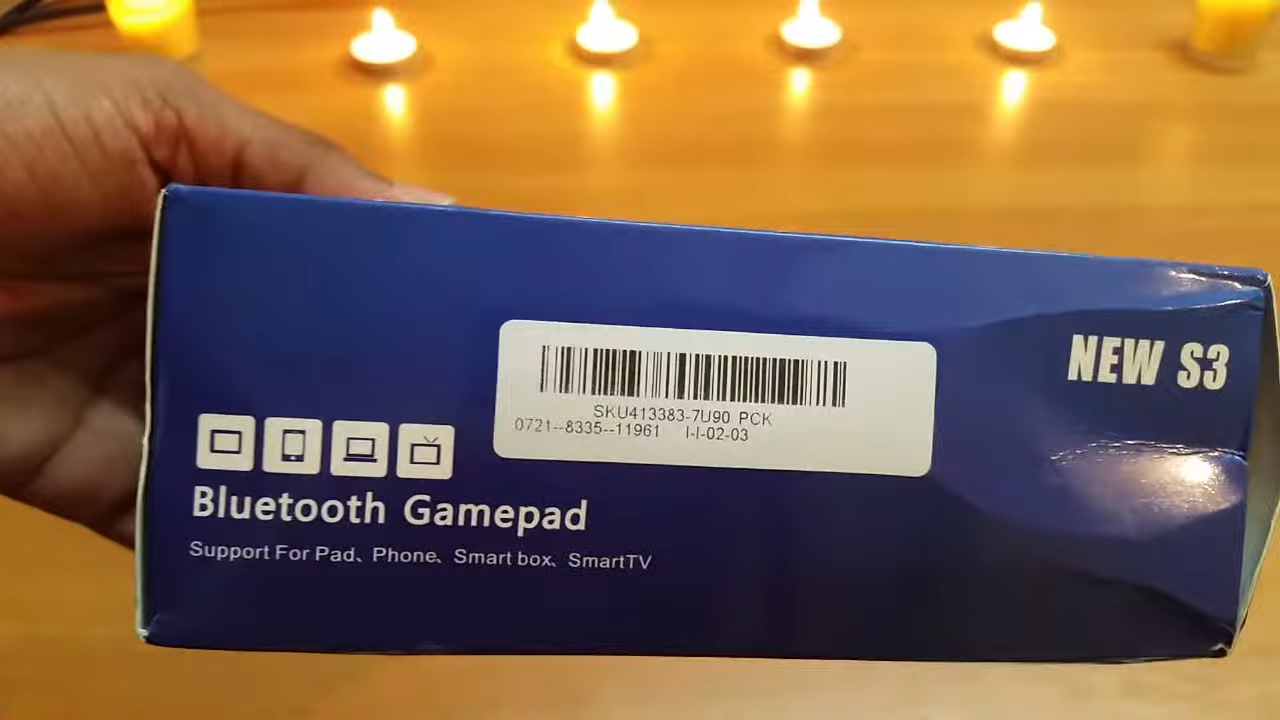 NEW S3
SKU413383-7U90 PCK
0721--8335--11961 I-I-02-03
Bluetooth Gamepad
Support For Pad、Phone、Smart box、SmartTV